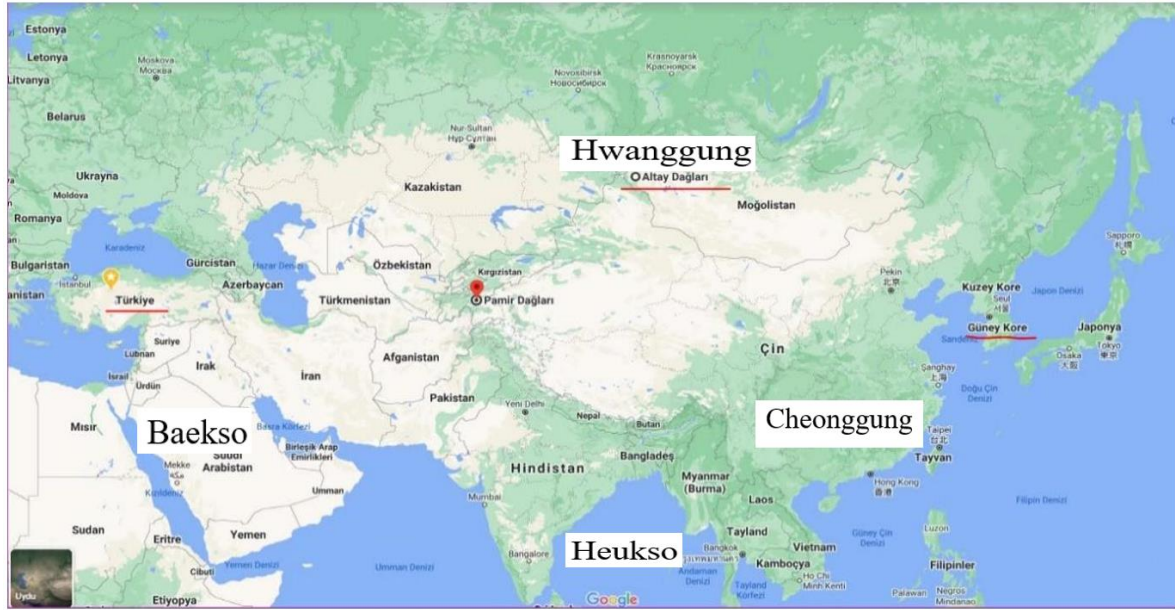 Estonya
Letonya
Litvanya
Moskova
Москва
Belarus
Krasnoyarsk
Красноярск
Novosibirsk
Новосибирск
Nur-Sultan
Нур-Султан
Hwanggung
Altay Dağları
Ukrayna
Moldova
Kazakistan
Moğolistan
Romanya
Karadeniz
Sapporo
札幌
Bulgaristan
Gürcistan
Hazar Deni
Özbekistan
Kırgızistan
Pekin
北京
Kuzey Kore
İstanbul
Azerbaycan
Türkmenistan
Pamir Dağları
Seul
서울
Japon Denizi
anistan
Türkiye
Güney Kore
Japonya
Sarıdeniz
Tokyo
東京
Osaka
大阪
Suriye
Lübnan
Afganistan
Çin
Irak
İran
Şanghay
上海
İsrail
Ürdün
Pakistan
Doğu Çin
Denizi
Yeni Delhi
Nepal
Butan
Mısır
Baekso
Basra Körfezi
Cheonggung
Birleşik Arap
Emirlikleri
Bangladeş
Taipei
台北
Tayvan
Suudi
Arabistan
Mekke
مكة
Hindistan
Myanmar
(Burma)
Hong Kong
香港
Kızıldeniz
Umman
Mumbai
Laos
Filipin Denizi
Sudan
Yemen
Heukso
Tayland
Luzon
Eritre
Bangkok
Vietnam
Güney Çin
Denizi
Bangalore
Kamboçya
Filipinler
Cibuti
Yemen Denizi
Umman Denizi
Andaman
Denizi
Tayland
Körfezi
Ho Chi
Minh Kenti
Uydu
Etiyopya
Google
Palawan
Negros
Mindanao